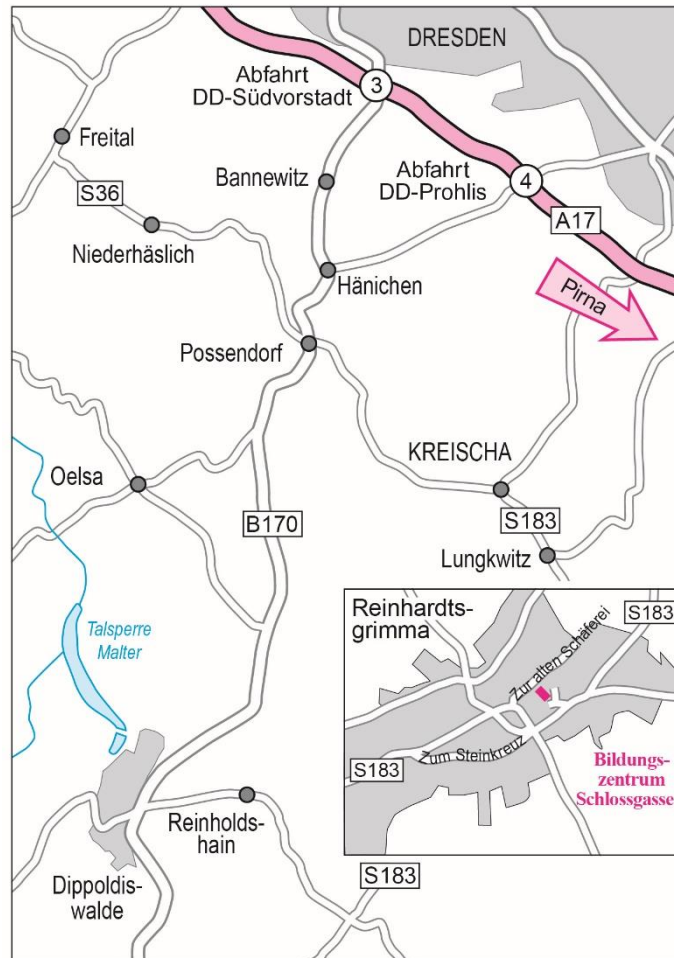 DRESDEN
Abfahrt
DD-Südvorstadt
3
Freital
Bannewitz
Abfahrt
DD-Prohlis
4
S36
A17
Niederhäslich
Hänichen
Pirna
Possendorf
KREISCHA
Oelsa
B170
S183
Lungkwitz
Talsperre
Malter
Reinhardts-
grimma
S183
Zur alten Schäferei
Zum Steinkreuz
S183
Bildungs-
zentrum
Schlossgasse
Reinholds-
hain
Dippoldis-
walde
S183